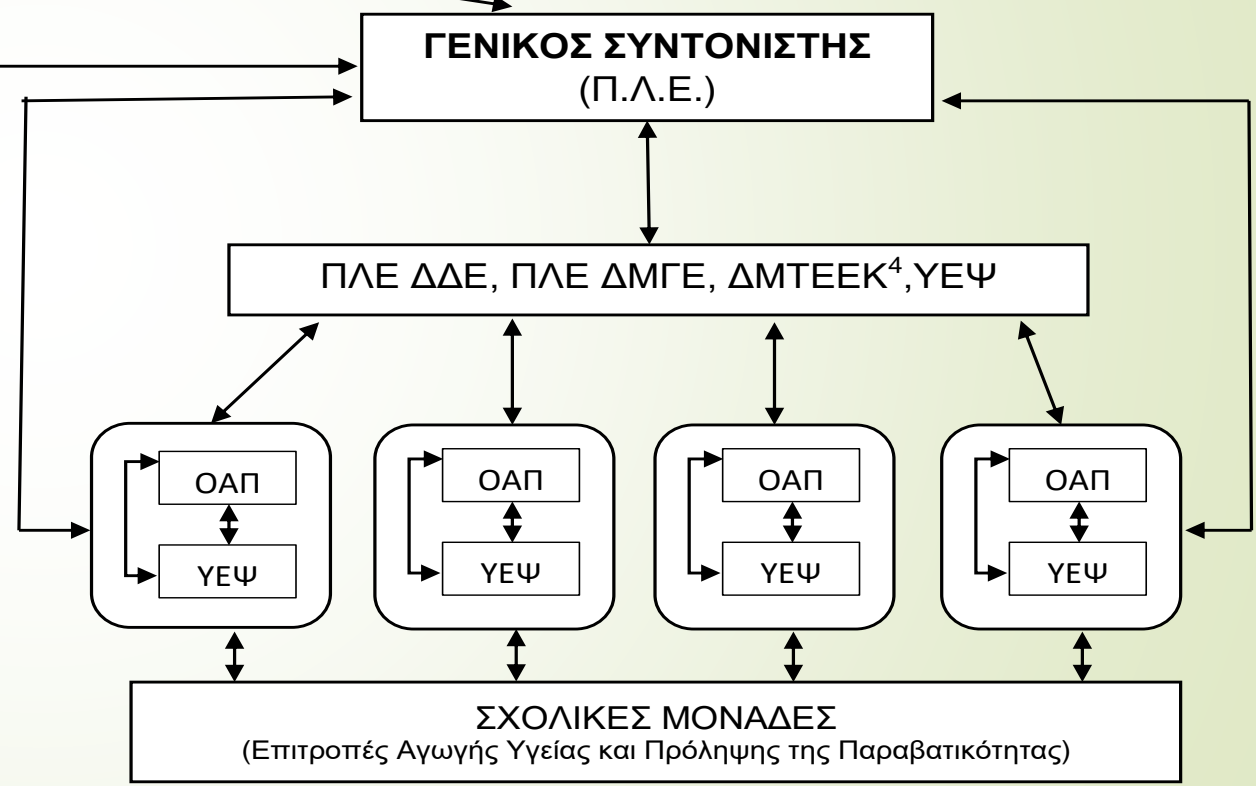 ΓΕΝΙΚΟΣ ΣΥΝΤΟΝΙΣΤΗΣ
(Π.Λ.Ε.)
ΠΛΕ ΔΔΕ, ΠΛΕ ΔΜΓΕ, ΔΜΤΕΕΚ⁴,ΥΕΨ
ΟΑΠ ΟΑΠ ΟΑΠ ΟΑΠ
ΥΕΨ ΥΕΨ ΥΕΨ ΥΕΨ
ΣΧΟΛΙΚΕΣ ΜΟΝΑΔΕΣ
(Επιτροπές Αγωγής Υγείας και Πρόληψης της Παραβατικότητας)